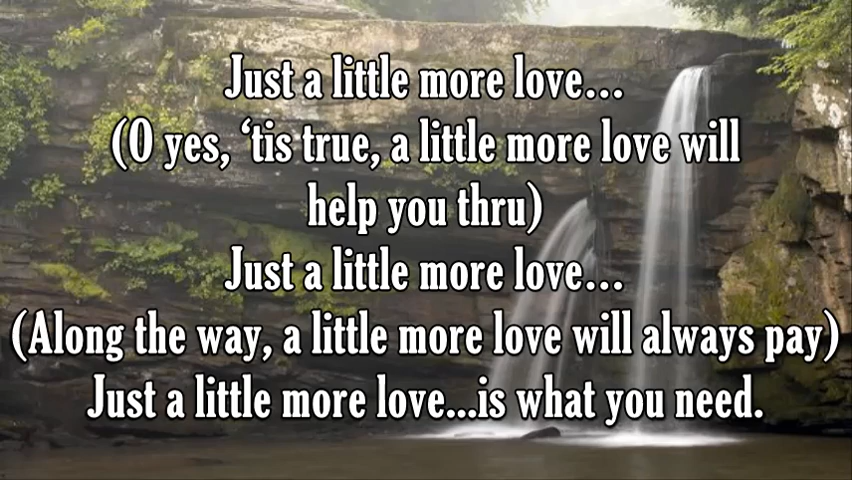 Just a little more love...
(O yes, ‘tis true, a little more love will
help you thru)
Just a little more love...
(Along the way, a little more love will always pay)
Just a little more love...is what you need.